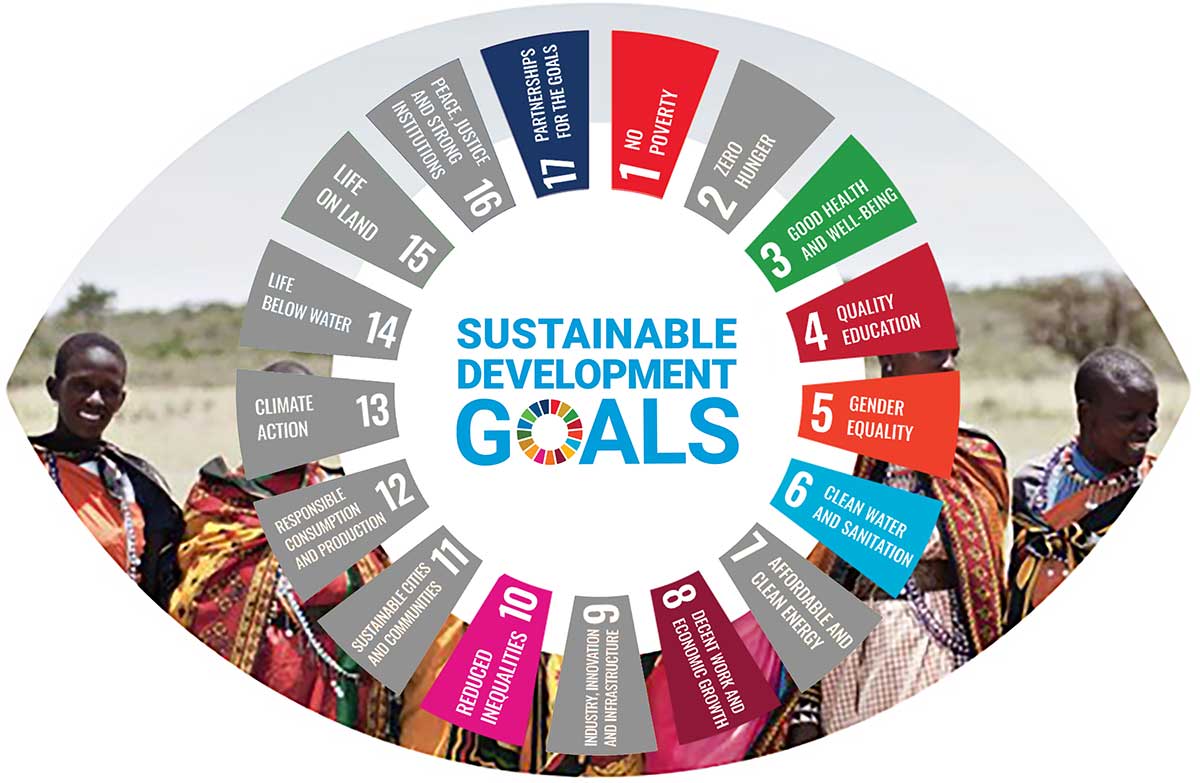 SUSTAINABLE
DEVELOPMENT
GOALS
1
NO
POVERTY
2
ZERO
HUNGER
3
GOOD HEALTH
AND WELL-BEING
4
QUALITY
EDUCATION
5
GENDER
EQUALITY
6
CLEAN WATER
AND SANITATION
7
AFFORDABLE AND
CLEAN ENERGY
8
DECENT WORK AND
ECONOMIC GROWTH
9
INDUSTRY, INNOVATION
AND INFRASTRUCTURE
10
REDUCED
INEQUALITIES
11
SUSTAINABLE CITIES
AND COMMUNITIES
12
RESPONSIBLE
CONSUMPTION
AND PRODUCTION
13
CLIMATE
ACTION
14
LIFE
BELOW WATER
15
LIFE
ON LAND
16
PEACE, JUSTICE
AND STRONG
INSTITUTIONS
17
PARTNERSHIPS
FOR THE GOALS